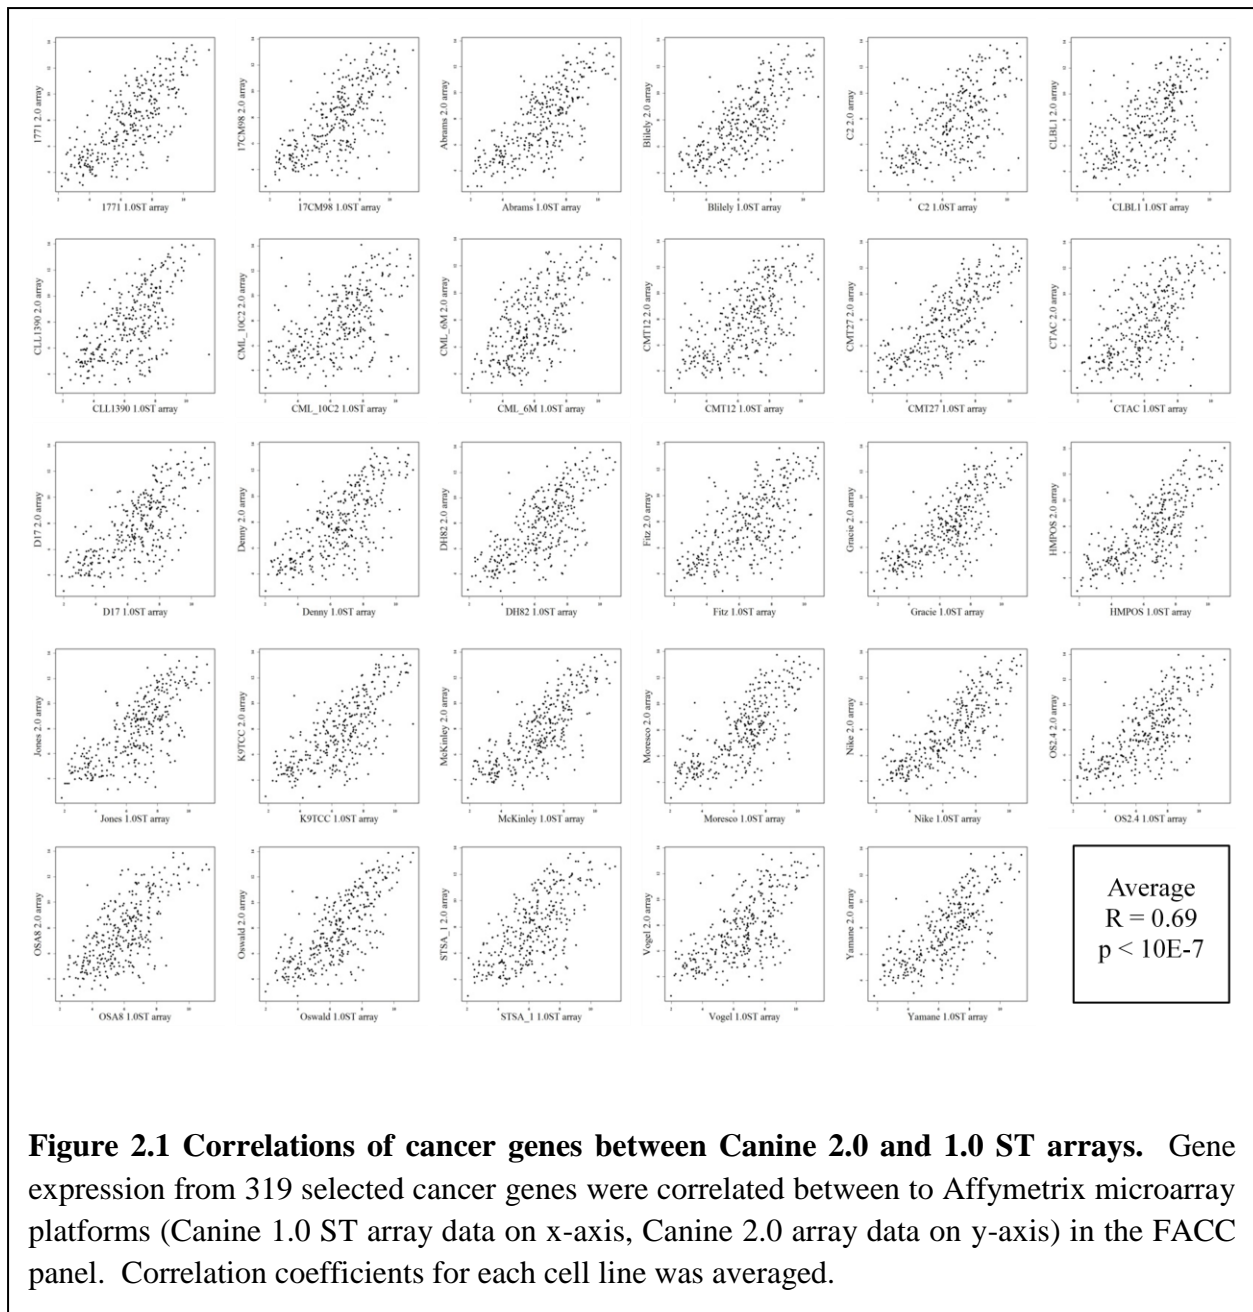 1771 2.0 array
17CM98 2.0 array
Abrams 2.0 array
Blilely 2.0 array
C2 2.0 array
CLBL1 2.0 array
1771 1.0ST array
17CM98 1.0ST array
Abrams 1.0ST array
Blilely 1.0ST array
C2 1.0ST array
CLBL1 1.0ST array
CLL1390 2.0 array
CML_10C2 2.0 array
CML_6M 2.0 array
CMT12 2.0 array
CMT27 2.0 array
CTAC 2.0 array
CLL1390 1.0ST array
CML_10C2 1.0ST array
CML_6M 1.0ST array
CMT12 1.0ST array
CMT27 1.0ST array
CTAC 1.0ST array
D17 2.0 array
Denny 2.0 array
DH82 2.0 array
Fitz 2.0 array
Gracie 2.0 array
HMPOS 2.0 array
D17 1.0ST array
Denny 1.0ST array
DH82 1.0ST array
Fitz 1.0ST array
Gracie 1.0ST array
HMPOS 1.0ST array
Jones 2.0 array
K9TCC 2.0 array
McKinley 2.0 array
Moresco 2.0 array
Nike 2.0 array
OS2.4 2.0 array
Jones 1.0ST array
K9TCC 1.0ST array
McKinley 1.0ST array
Moresco 1.0ST array
Nike 1.0ST array
OS2.4 1.0ST array
OSA8 2.0 array
Oswald 2.0 array
STSA_1 2.0 array
Vogel 2.0 array
Yamane 2.0 array
OSA8 1.0ST array
Oswald 1.0ST array
STSA_1 1.0ST array
Vogel 1.0ST array
Yamane 1.0ST array
Average
R = 0.69
p < 10E-7
Figure 2.1 Correlations of cancer genes between Canine 2.0 and 1.0 ST arrays. Gene
expression from 319 selected cancer genes were correlated between to Affymetrix microarray
platforms (Canine 1.0 ST array data on x-axis, Canine 2.0 array data on y-axis) in the FACC
panel. Correlation coefficients for each cell line was averaged.